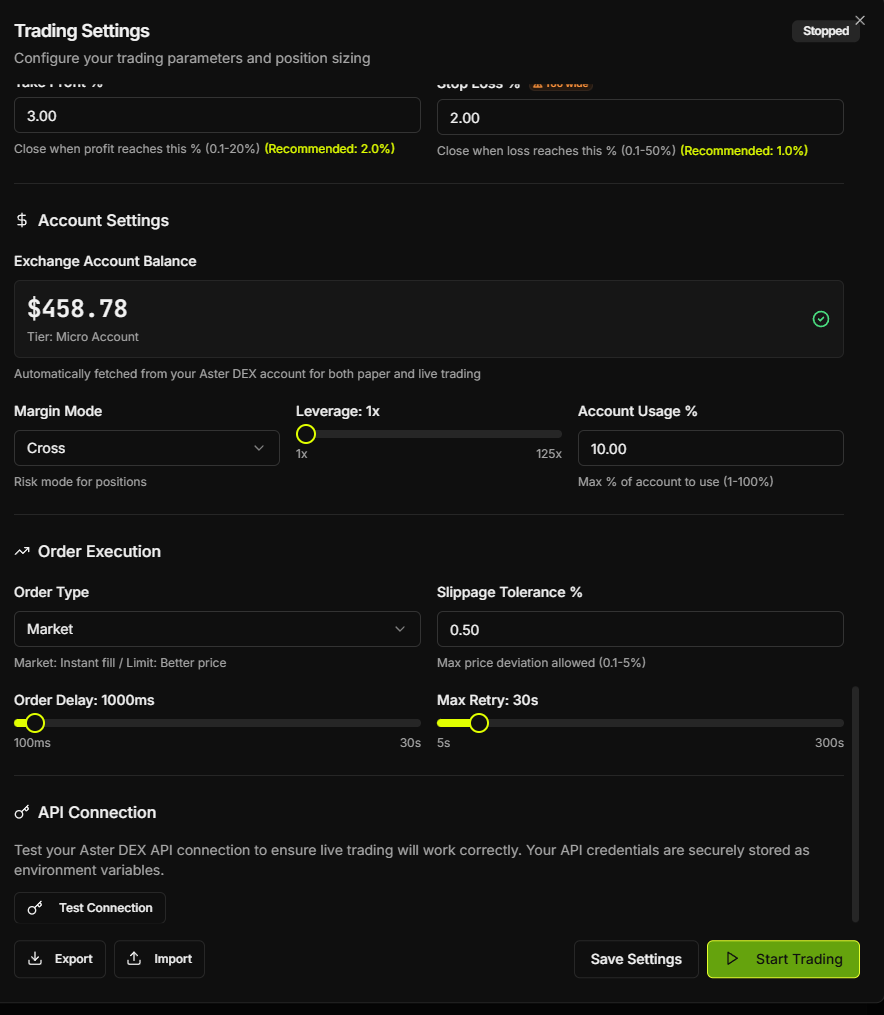 Trading Settings
Stopped
Configure your trading parameters and position sizing
Take Profit %
Stop Loss % Too wide
3.00
2.00
Close when profit reaches this % (0.1-20%) (Recommended: 2.0%)
Close when loss reaches this % (0.1-50%) (Recommended: 1.0%)
Account Settings
Exchange Account Balance
$458.78
Tier: Micro Account
Automatically fetched from your Aster DEX account for both paper and live trading
Margin Mode
Leverage: 1x
Account Usage %
Cross
10.00
1x
125x
Risk mode for positions
Max % of account to use (1-100%)
Order Execution
Order Type
Slippage Tolerance %
Market
0.50
Market: Instant fill / Limit: Better price
Max price deviation allowed (0.1-5%)
Order Delay: 1000ms
Max Retry: 30s
100ms
30s
5s
300s
API Connection
Test your Aster DEX API connection to ensure live trading will work correctly. Your API credentials are securely stored as
environment variables.
Test Connection
Export
Import
Save Settings
Start Trading